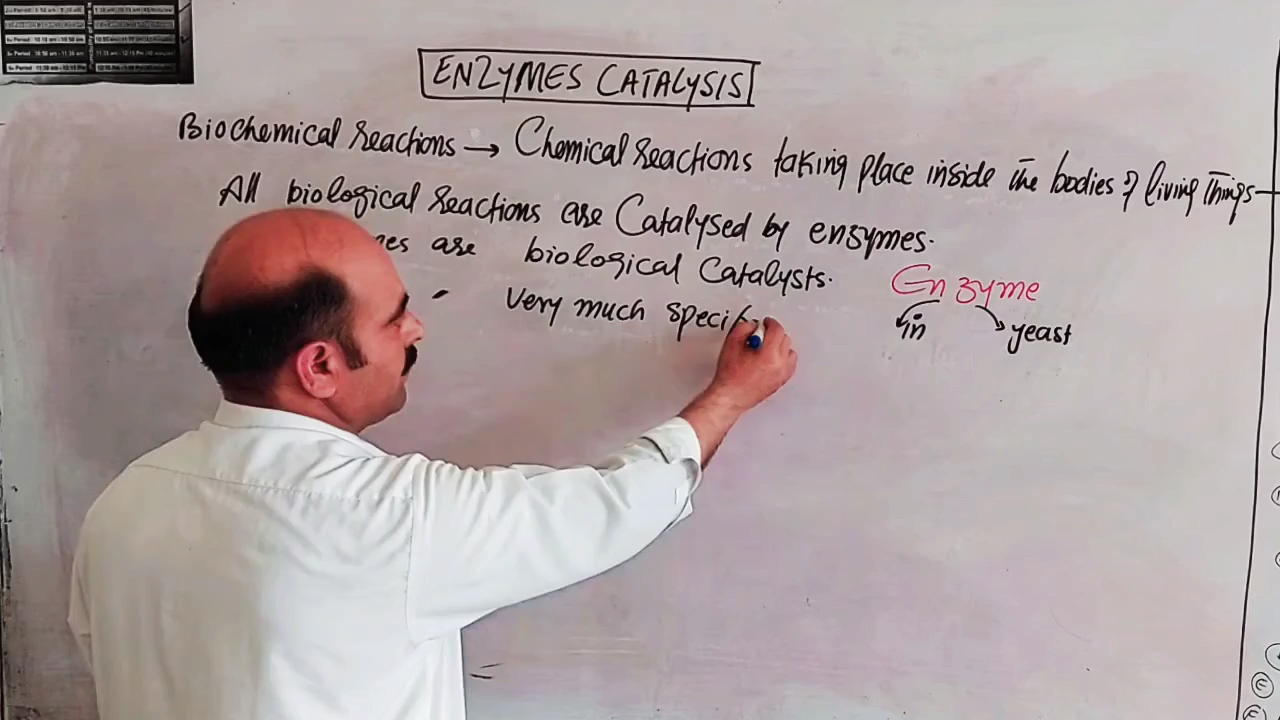 ENZYMES CATALYSIS
Biochemical reactions → Chemical reactions taking place inside the bodies of living things
All biological reactions are Catalysed by enzymes.
mes are biological Catalysts.
" Very much specif
Enzyme
in
yeast